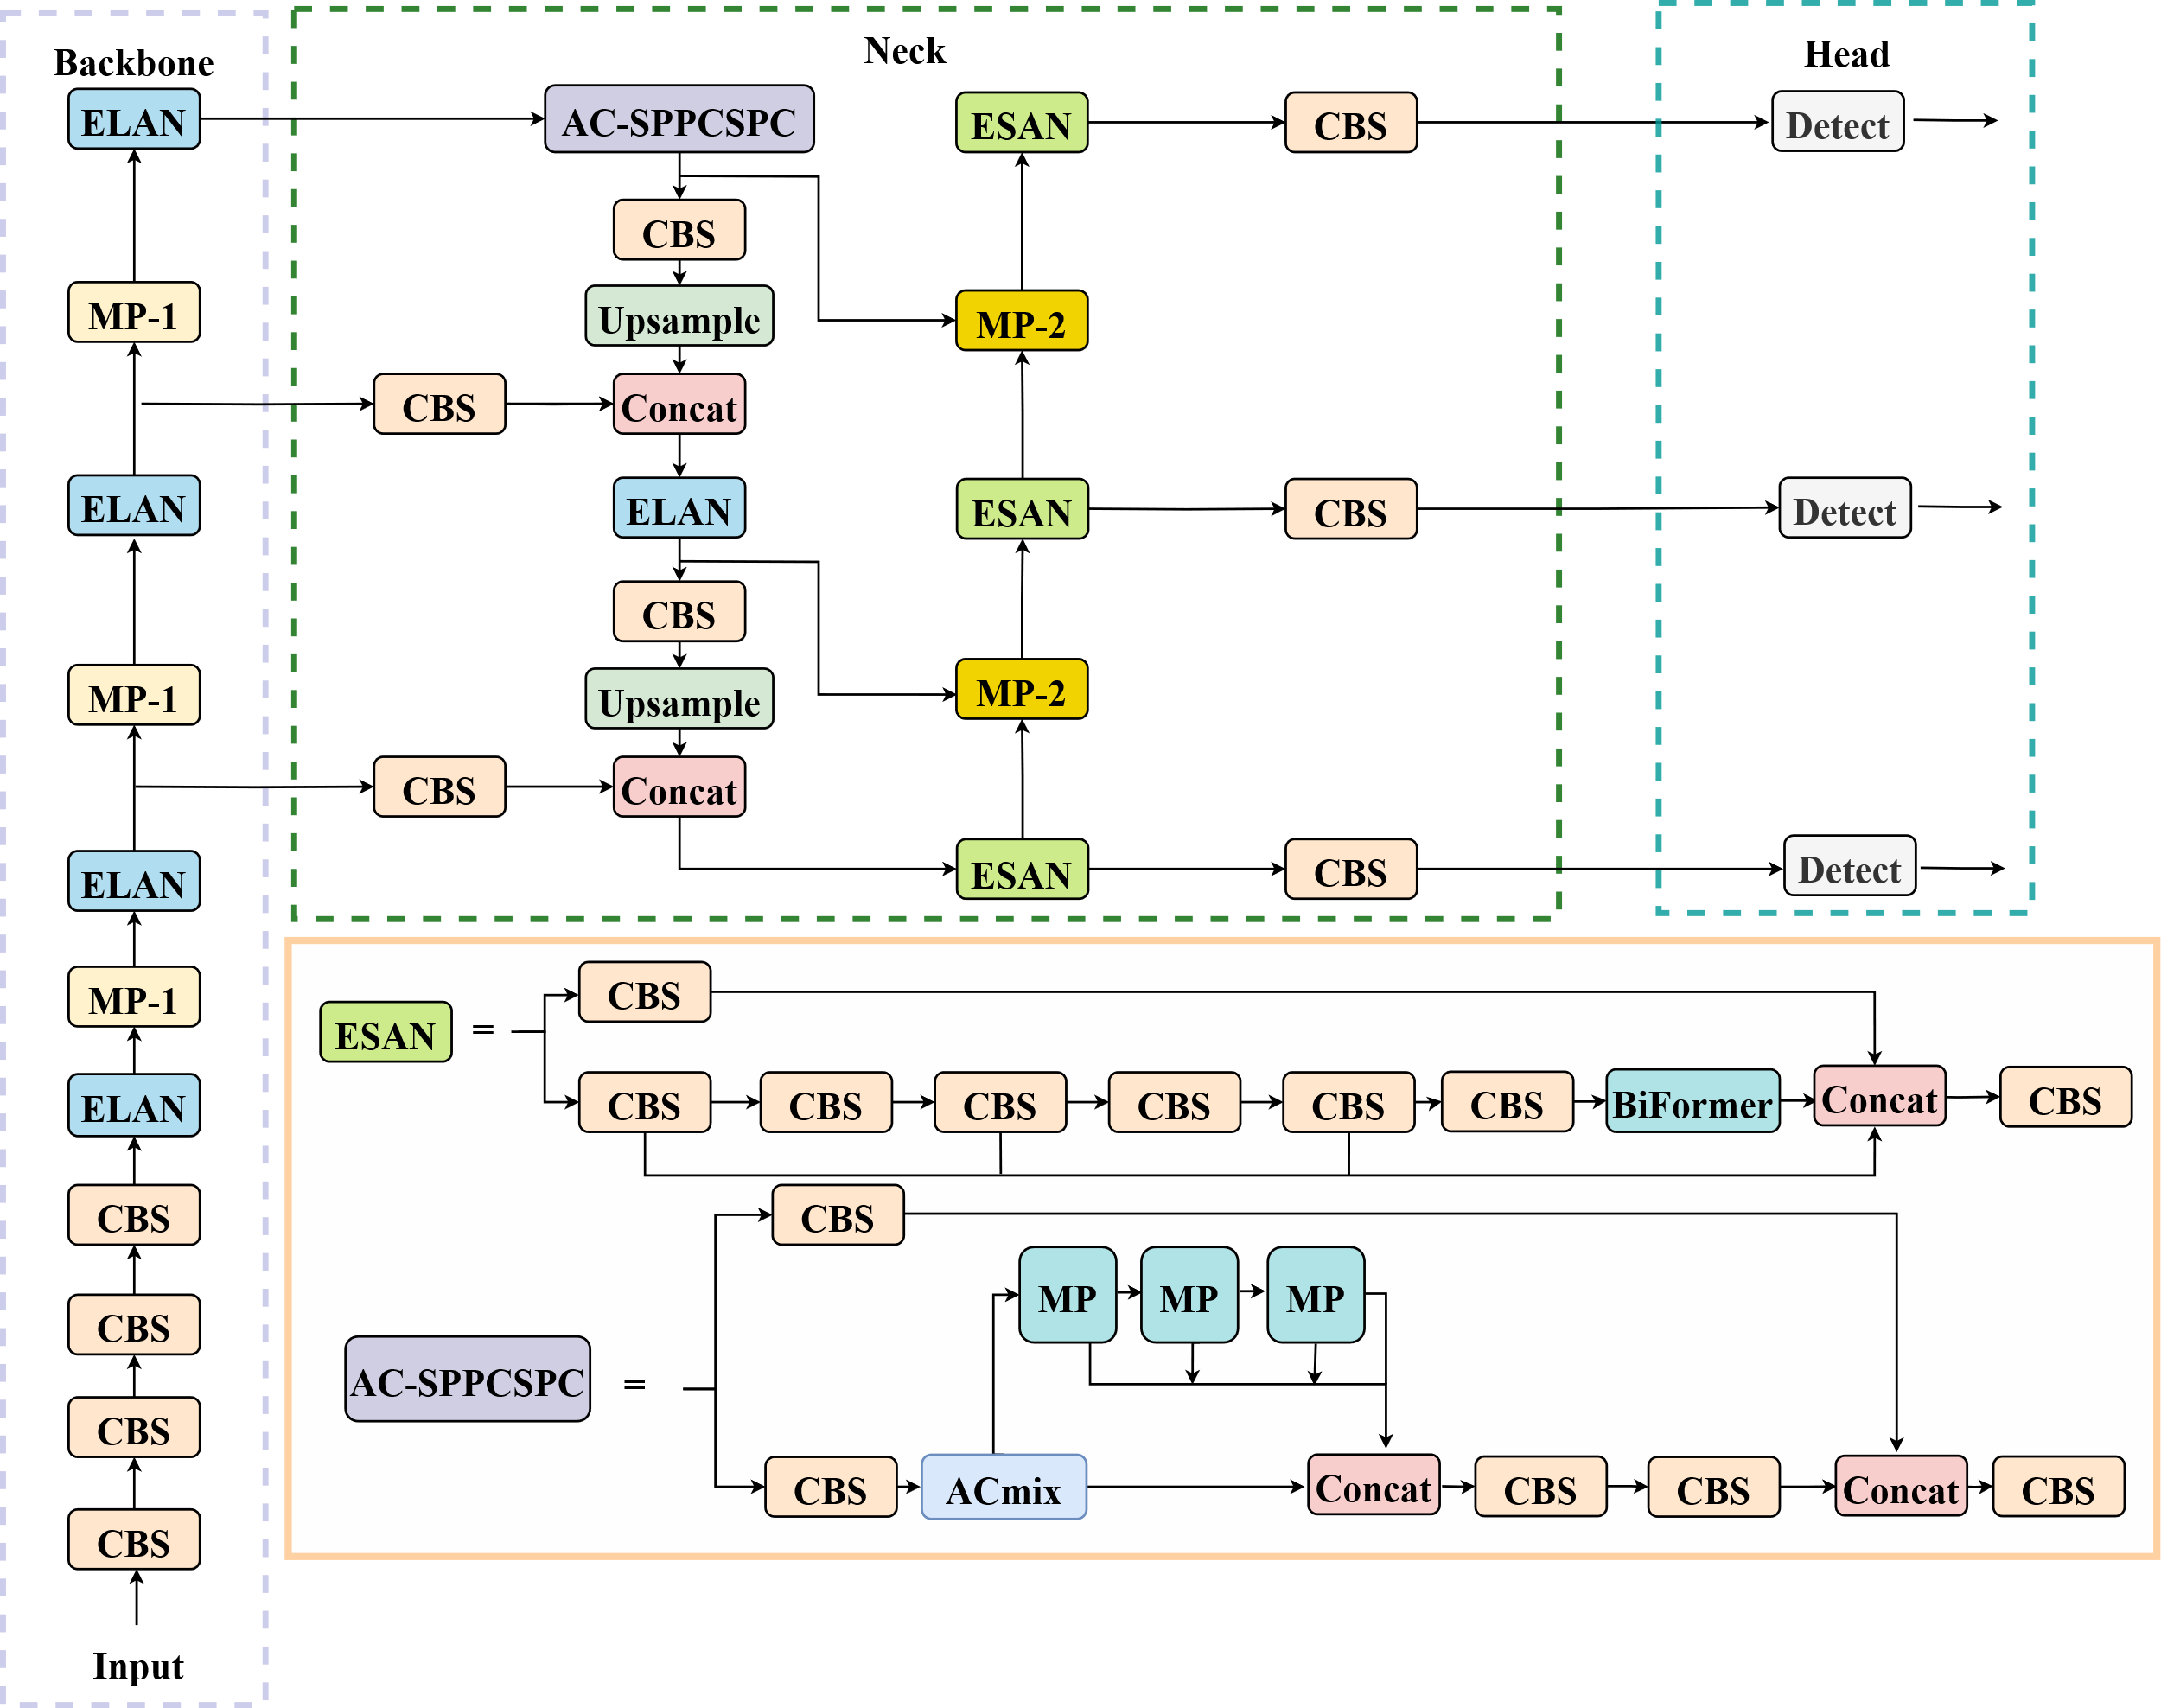 Backbone
ELAN
MP-1
ELAN
MP-1
ELAN
MP-1
ELAN
CBS
CBS
CBS
CBS
Input
Neck
AC-SPPCSPC
CBS
Upsample
CBS
Concat
ELAN
CBS
Upsample
CBS
Concat
ESAN
CBS
MP-2
ESAN
CBS
MP-2
ESAN
CBS
Head
Detect
Detect
Detect
ESAN =
CBS
CBS CBS CBS CBS CBS CBS BiFormer Concat CBS
AC-SPPCSPC =
CBS
MP MP MP
CBS ACmix Concat CBS CBS Concat CBS